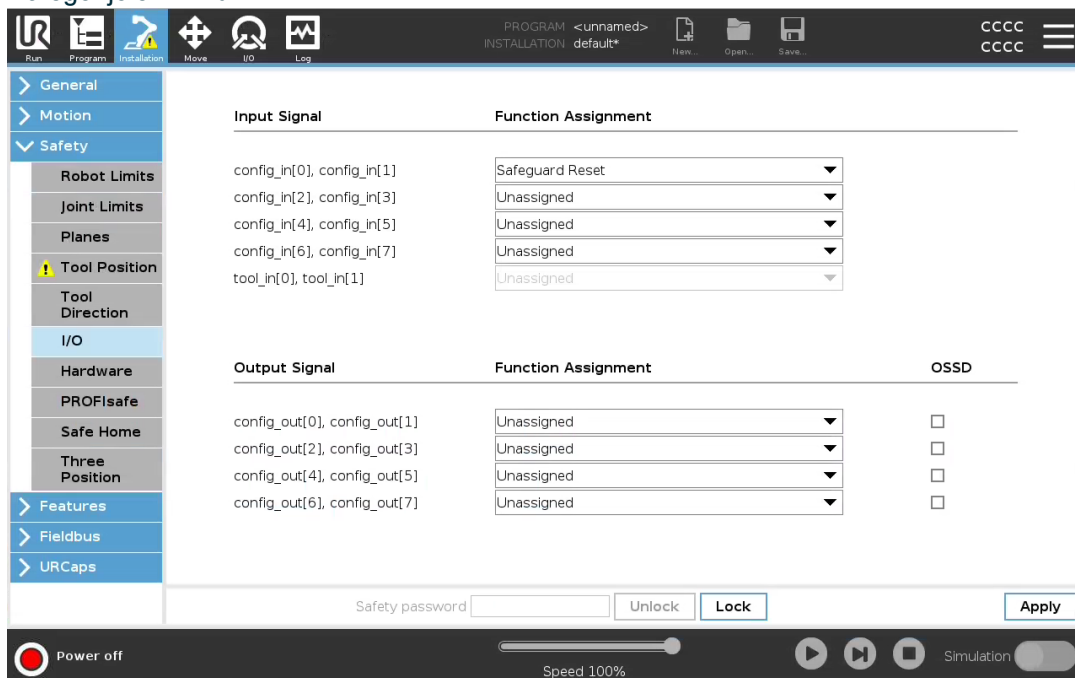 PROGRAM <unnamed>
INSTALLATION default*
UR
Run Program Installation Move I/O Log
New... Open... Save...
CCCC
CCCC
General
Motion
Safety
Robot Limits
Joint Limits
Planes
Tool Position
Tool
Direction
I/O
Hardware
PROFIsafe
Safe Home
Three
Position
Features
Fieldbus
URCaps
Input Signal Function Assignment
config_in[0], config_in[1] Safeguard Reset
config_in[2], config_in[3] Unassigned
config_in[4], config_in[5] Unassigned
config_in[6], config_in[7] Unassigned
tool_in[0], tool_in[1] Unassigned
Output Signal Function Assignment OSSD
config_out[0], config_out[1] Unassigned
config_out[2], config_out[3] Unassigned
config_out[4], config_out[5] Unassigned
config_out[6], config_out[7] Unassigned
Safety password Unlock Lock Apply
Power off Speed 100% Simulation